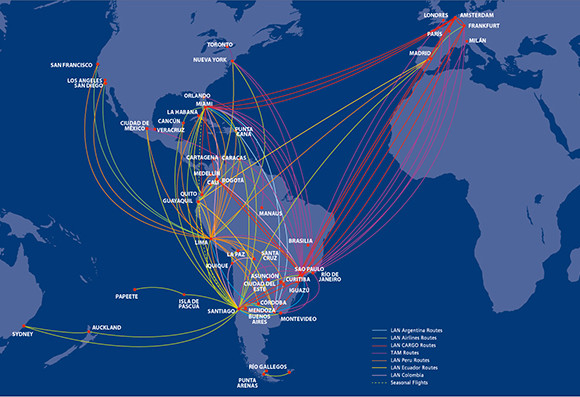 LONDRES
AMSTERDAM
FRANKFURT
PARÍS
MILÁN
TORONTO
MADRID
NUEVA YORK
SAN FRANCISCO
LOS ANGELES
SAN DIEGO
ORLANDO
MIAMI
LA HABANA
CANCÚN
CIUDAD DE
MÉXICO
VERACRUZ
PUNTA
CANA
CARTAGENA
CARACAS
MEDELLÍN
CALI
BOGOTÁ
QUITO
GUAYAQUIL
MANAUS
LIMA
BRASILIA
LA PAZ
SANTA
CRUZ
IQUIQUE
SAO PAULO
RÍO DE
JANEIRO
ASUNCIÓN
CURITIBA
CIUDAD DEL
ESTE
IGUAZÚ
PAPEETE
ISLA DE
PASCUA
CÓRDOBA
SANTIAGO
MENDOZA
BUENOS
AIRES
MONTEVIDEO
SYDNEY
AUCKLAND
RÍO GALLEGOS
PUNTA
ARENAS
LAN Argentina Routes
LAN Airlines Routes
LAN CARGO Routes
TAM Routes
LAN Peru Routes
LAN Ecuador Routes
LAN Colombia
Seasonal Flights